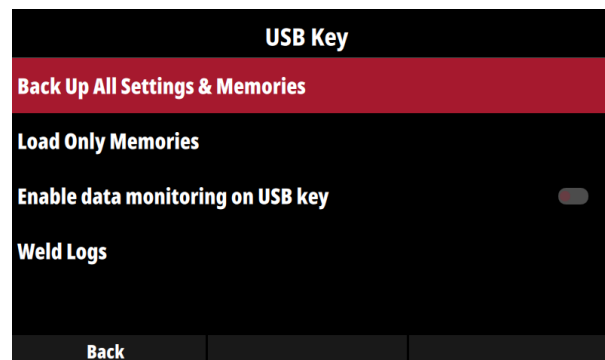 USB Key
Back Up All Settings & Memories
Load Only Memories
Enable data monitoring on USB key
Weld Logs
Back